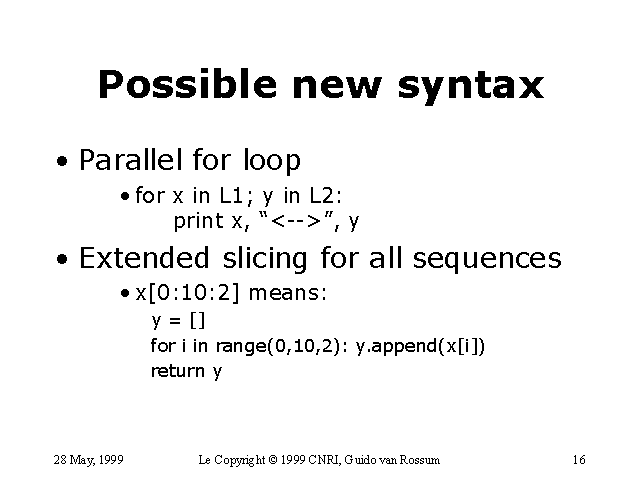 Possible new syntax
• Parallel for loop
• for x in L1; y in L2:
print x, “<-->”, y
• Extended slicing for all sequences
• x[0:10:2] means:
y = []
for i in range(0,10,2): y.append(x[i])
return y
28 May, 1999 Le Copyright © 1999 CNRI, Guido van Rossum 16